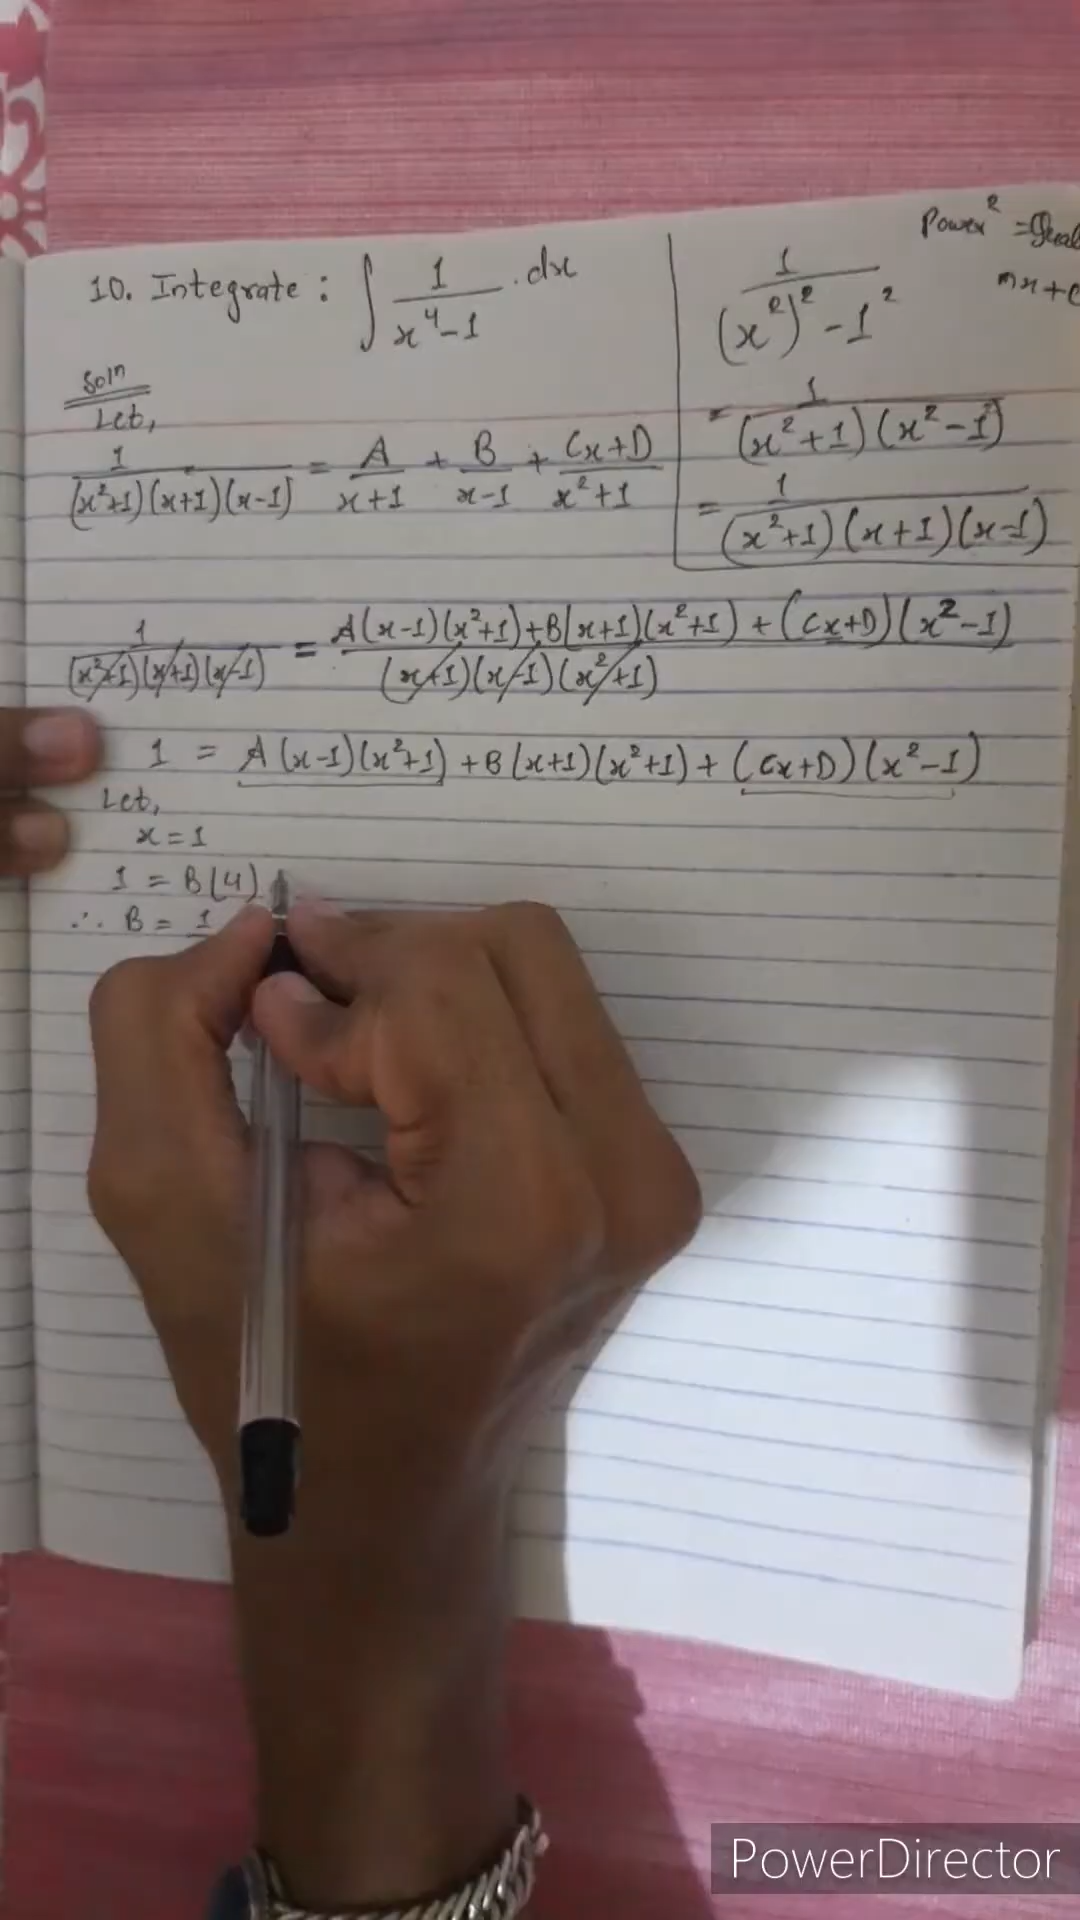 10. Integrate : ∫ 1/(x⁴-1) .dx
Soln
Let,
1/((x²+1)(x+1)(x-1)) = A/(x+1) + B/(x-1) + (Cx+D)/(x²+1)
Power² =
mx+c
1/((x²)²-1²)
= 1/((x²+1)(x²-1²))
= 1/((x²+1)(x+1)(x-1))
1/((x²+1)(x+1)(x-1)) = (A(x-1)(x²+1)+B(x+1)(x²+1)+(Cx+D)(x²-1))/((x+1)(x-1)(x²+1))
1 = A(x-1)(x²+1)+B(x+1)(x²+1)+(Cx+D)(x²-1)
Let,
x=1
1 = B(4)
∴ B = 1
PowerDirector